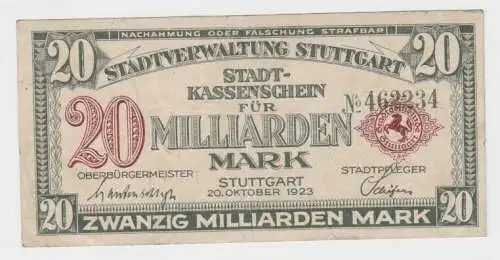 NACHAHMUNG ODER FÄLSCHUNG STRAFBAR
20 STADTVERWALTUNG STUTTGART 20
STADT-
KASSENSCHEIN
FÜR
No 462234
20 MILLIARDEN
MARK
OBERBÜRGERMEISTER
STADTPFLEGER
STUTTGART
20. OKTOBER 1923
20 ZWANZIG MILLIARDEN MARK 20